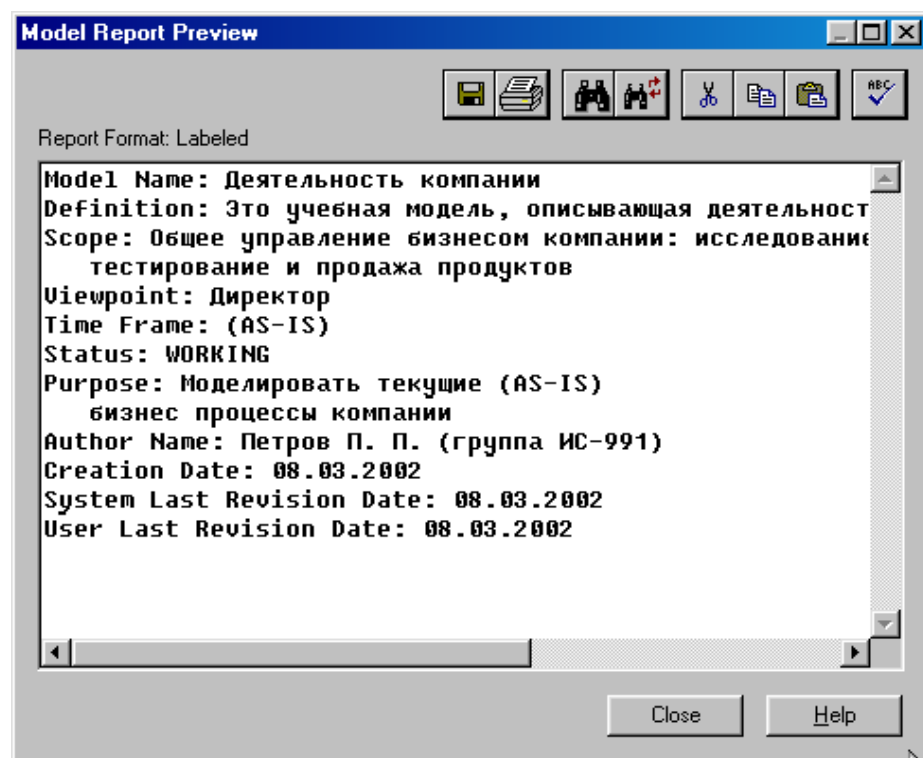 Model Report Preview
ABC
Report Format: Labeled
Model Name: Деятельность компании
Definition: Это учебная модель, описывающая деятельност
Scope: Общее управление бизнесом компании: исследование
тестирование и продажа продуктов
Viewpoint: Директор
Time Frame: (AS-IS)
Status: WORKING
Purpose: Моделировать текущие (AS-IS)
бизнес процессы компании
Author Name: Петров П. П. (группа ИС-991)
Creation Date: 08.03.2002
System Last Revision Date: 08.03.2002
User Last Revision Date: 08.03.2002
Close Help